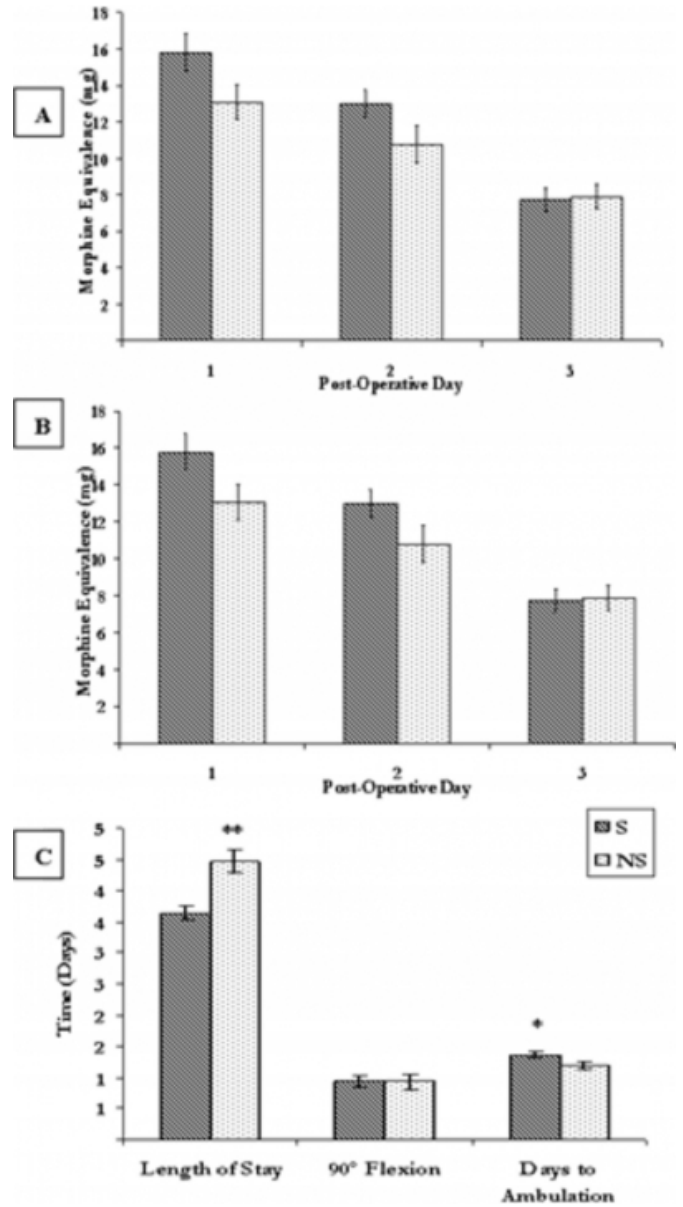 A
Morphine Equivalence (mg)
18
16
14
12
10
8
6
4
2
1 2 3
Post-Operative Day
B
Morphine Equivalence (mg)
18
16
14
12
10
8
6
4
2
1 2 3
Post-Operative Day
C
S
NS
Time (Days)
5
5
4
4
3
3
2
2
1
1
**
*
Length of Stay
90° Flexion
Days to
Ambulation